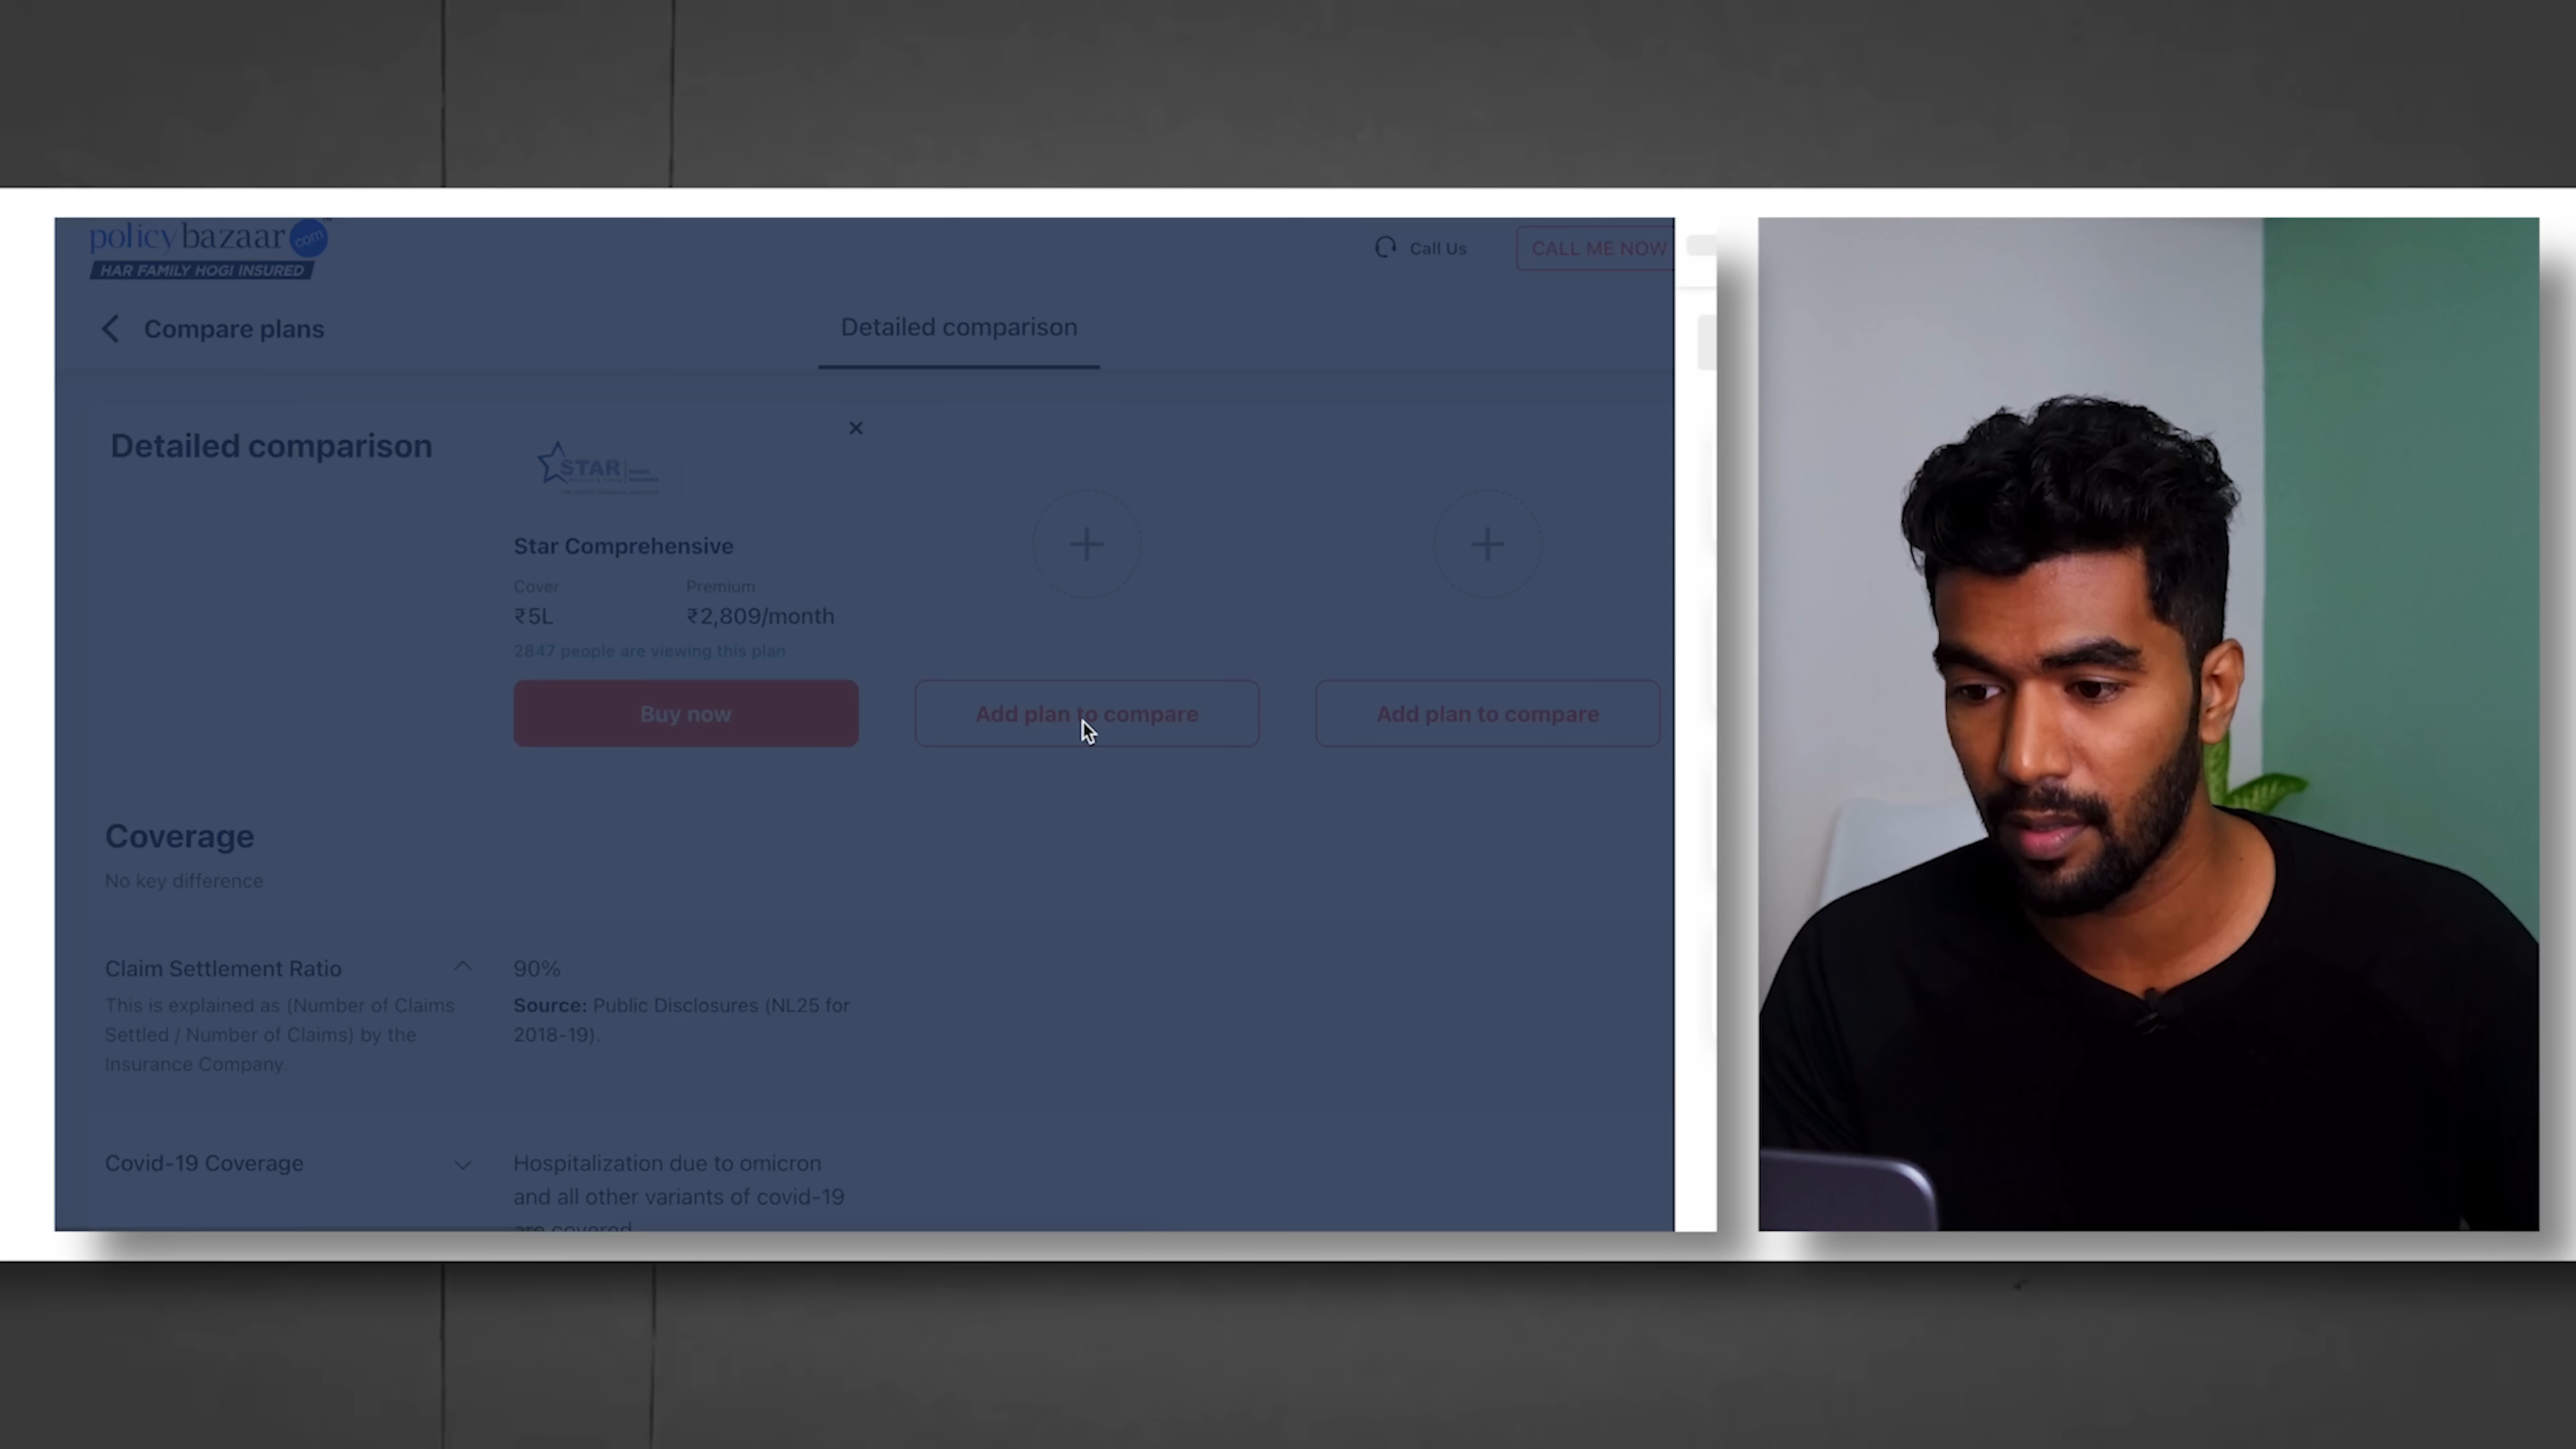 policybazaar com
HAR FAMILY HOGI INSURED
Call Us
CALL ME NOW
Compare plans
Detailed comparison
Detailed comparison
STAR
Star Comprehensive
Cover
Premium
₹5L
₹2,809/month
2847 people are viewing this plan
Buy now
Add plan to compare
Add plan to compare
Coverage
No key difference
Claim Settlement Ratio
90%
This is explained as (Number of Claims
Settled / Number of Claims) by the
Insurance Company.
Source: Public Disclosures (NL25 for
2018-19).
Covid-19 Coverage
Hospitalization due to omicron
and all other variants of covid-19
are covered